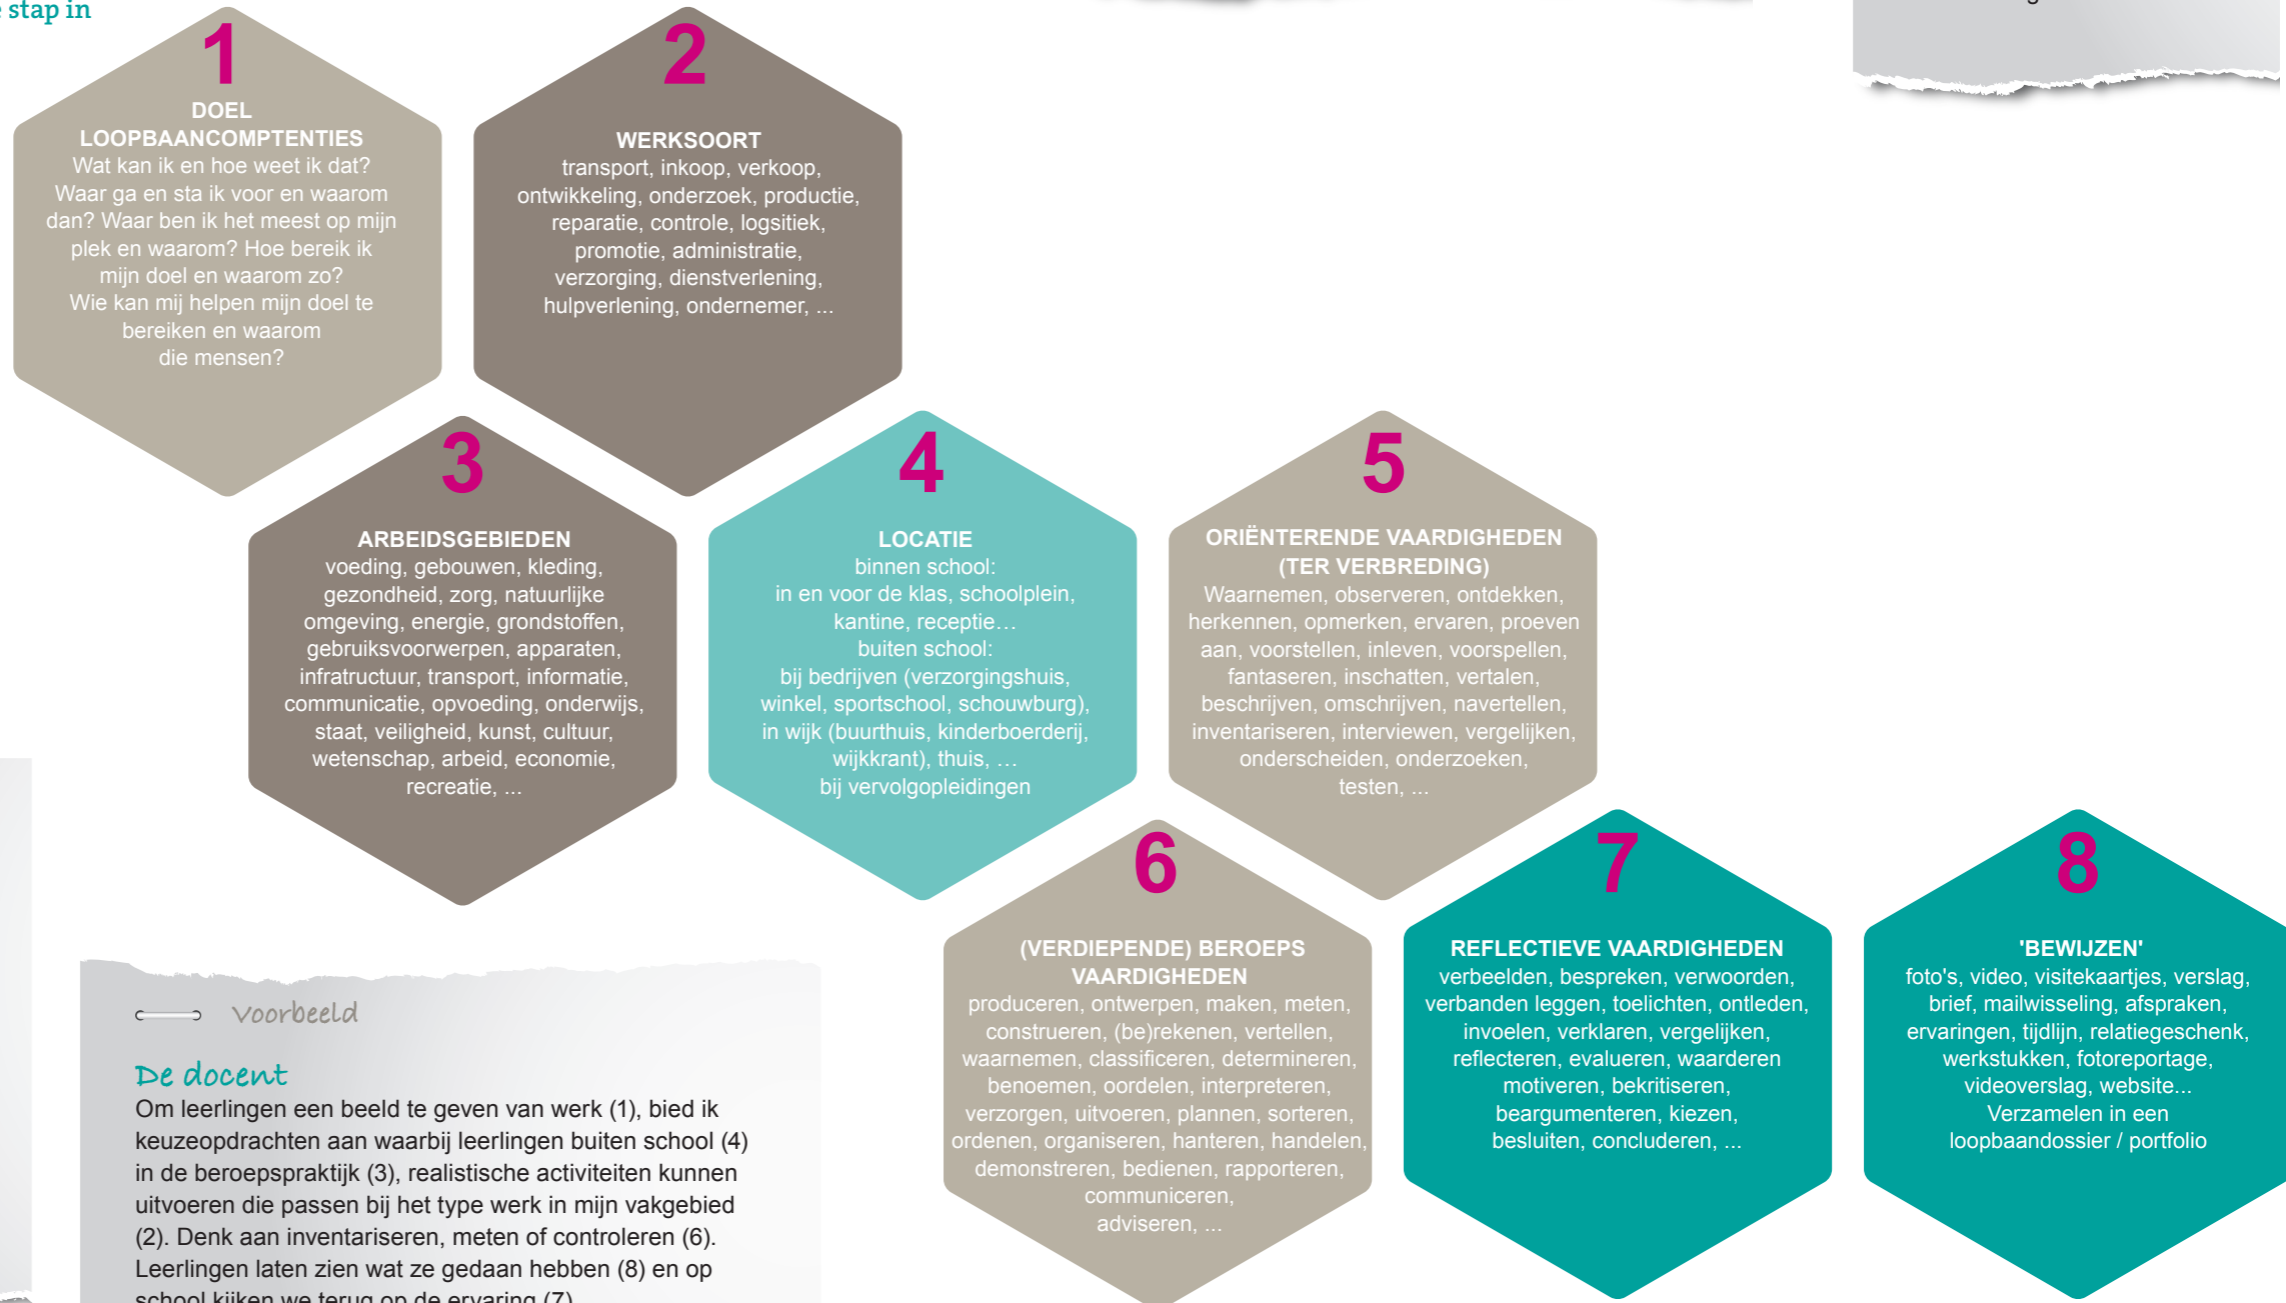 stap in
1
DOEL
LOOPBAANCOMPTENTIES
Wat kan ik en hoe weet ik dat?
Waar ga en sta ik voor en waarom
dan? Waar ben ik het meest op mijn
plek en waarom? Hoe bereik ik
mijn doel en waarom zo?
Wie kan mij helpen mijn doel te
bereiken en waarom
die mensen?
2
WERKSOORT
transport, inkoop, verkoop,
ontwikkeling, onderzoek, productie,
reparatie, controle, logsitiek,
promotie, administratie,
verzorging, dienstverlening,
hulpverlening, ondernemer, ...
3
ARBEIDSGEBIEDEN
voeding, gebouwen, kleding,
gezondheid, zorg, natuurlijke
omgeving, energie, grondstoffen,
gebruiksvoorwerpen, apparaten,
infratructuur, transport, informatie,
communicatie, opvoeding, onderwijs,
staat, veiligheid, kunst, cultuur,
wetenschap, arbeid, economie,
recreatie, ...
4
LOCATIE
binnen school:
in en voor de klas, schoolplein,
kantine, receptie…
buiten school:
bij bedrijven (verzorgingshuis,
winkel, sportschool, schouwburg),
in wijk (buurthuis, kinderboerderij,
wijkkrant), thuis, …
bij vervolgopleidingen
5
ORIËNTERENDE VAARDIGHEDEN
(TER VERBREDING)
Waarnemen, observeren, ontdekken,
herkennen, opmerken, ervaren, proeven
aan, voorstellen, inleven, voorspellen,
fantaseren, inschatten, vertalen,
beschrijven, omschrijven, navertellen,
inventariseren, interviewen, vergelijken,
onderscheiden, onderzoeken,
testen, ...
6
(VERDIEPENDE) BEROEPS
VAARDIGHEDEN
produceren, ontwerpen, maken, meten,
construeren, (be)rekenen, vertellen,
waarnemen, classificeren, determineren,
benoemen, oordelen, interpreteren,
verzorgen, uitvoeren, plannen, sorteren,
ordenen, organiseren, hanteren, handelen,
demonstreren, bedienen, rapporteren,
communiceren,
adviseren, ...
7
REFLECTIEVE VAARDIGHEDEN
verbeelden, bespreken, verwoorden,
verbanden leggen, toelichten, ontleden,
invoelen, verklaren, vergelijken,
reflecteren, evalueren, waarderen
motiveren, bekritiseren,
beargumenteren, kiezen,
besluiten, concluderen, ...
8
'BEWIJZEN'
foto's, video, visitekaartjes, verslag,
brief, mailwisseling, afspraken,
ervaringen, tijdlijn, relatiegeschenk,
werkstukken, fotoreportage,
videoverslag, website...
Verzamelen in een
loopbaandossier / portfolio
Voorbeeld
De docent
Om leerlingen een beeld te geven van werk (1), bied ik
keuzeopdrachten aan waarbij leerlingen buiten school (4)
in de beroepspraktijk (3), realistische activiteiten kunnen
uitvoeren die passen bij het type werk in mijn vakgebied
(2). Denk aan inventariseren, meten of controleren (6).
Leerlingen laten zien wat ze gedaan hebben (8) en op
school kijken we terug op de ervaring (7)